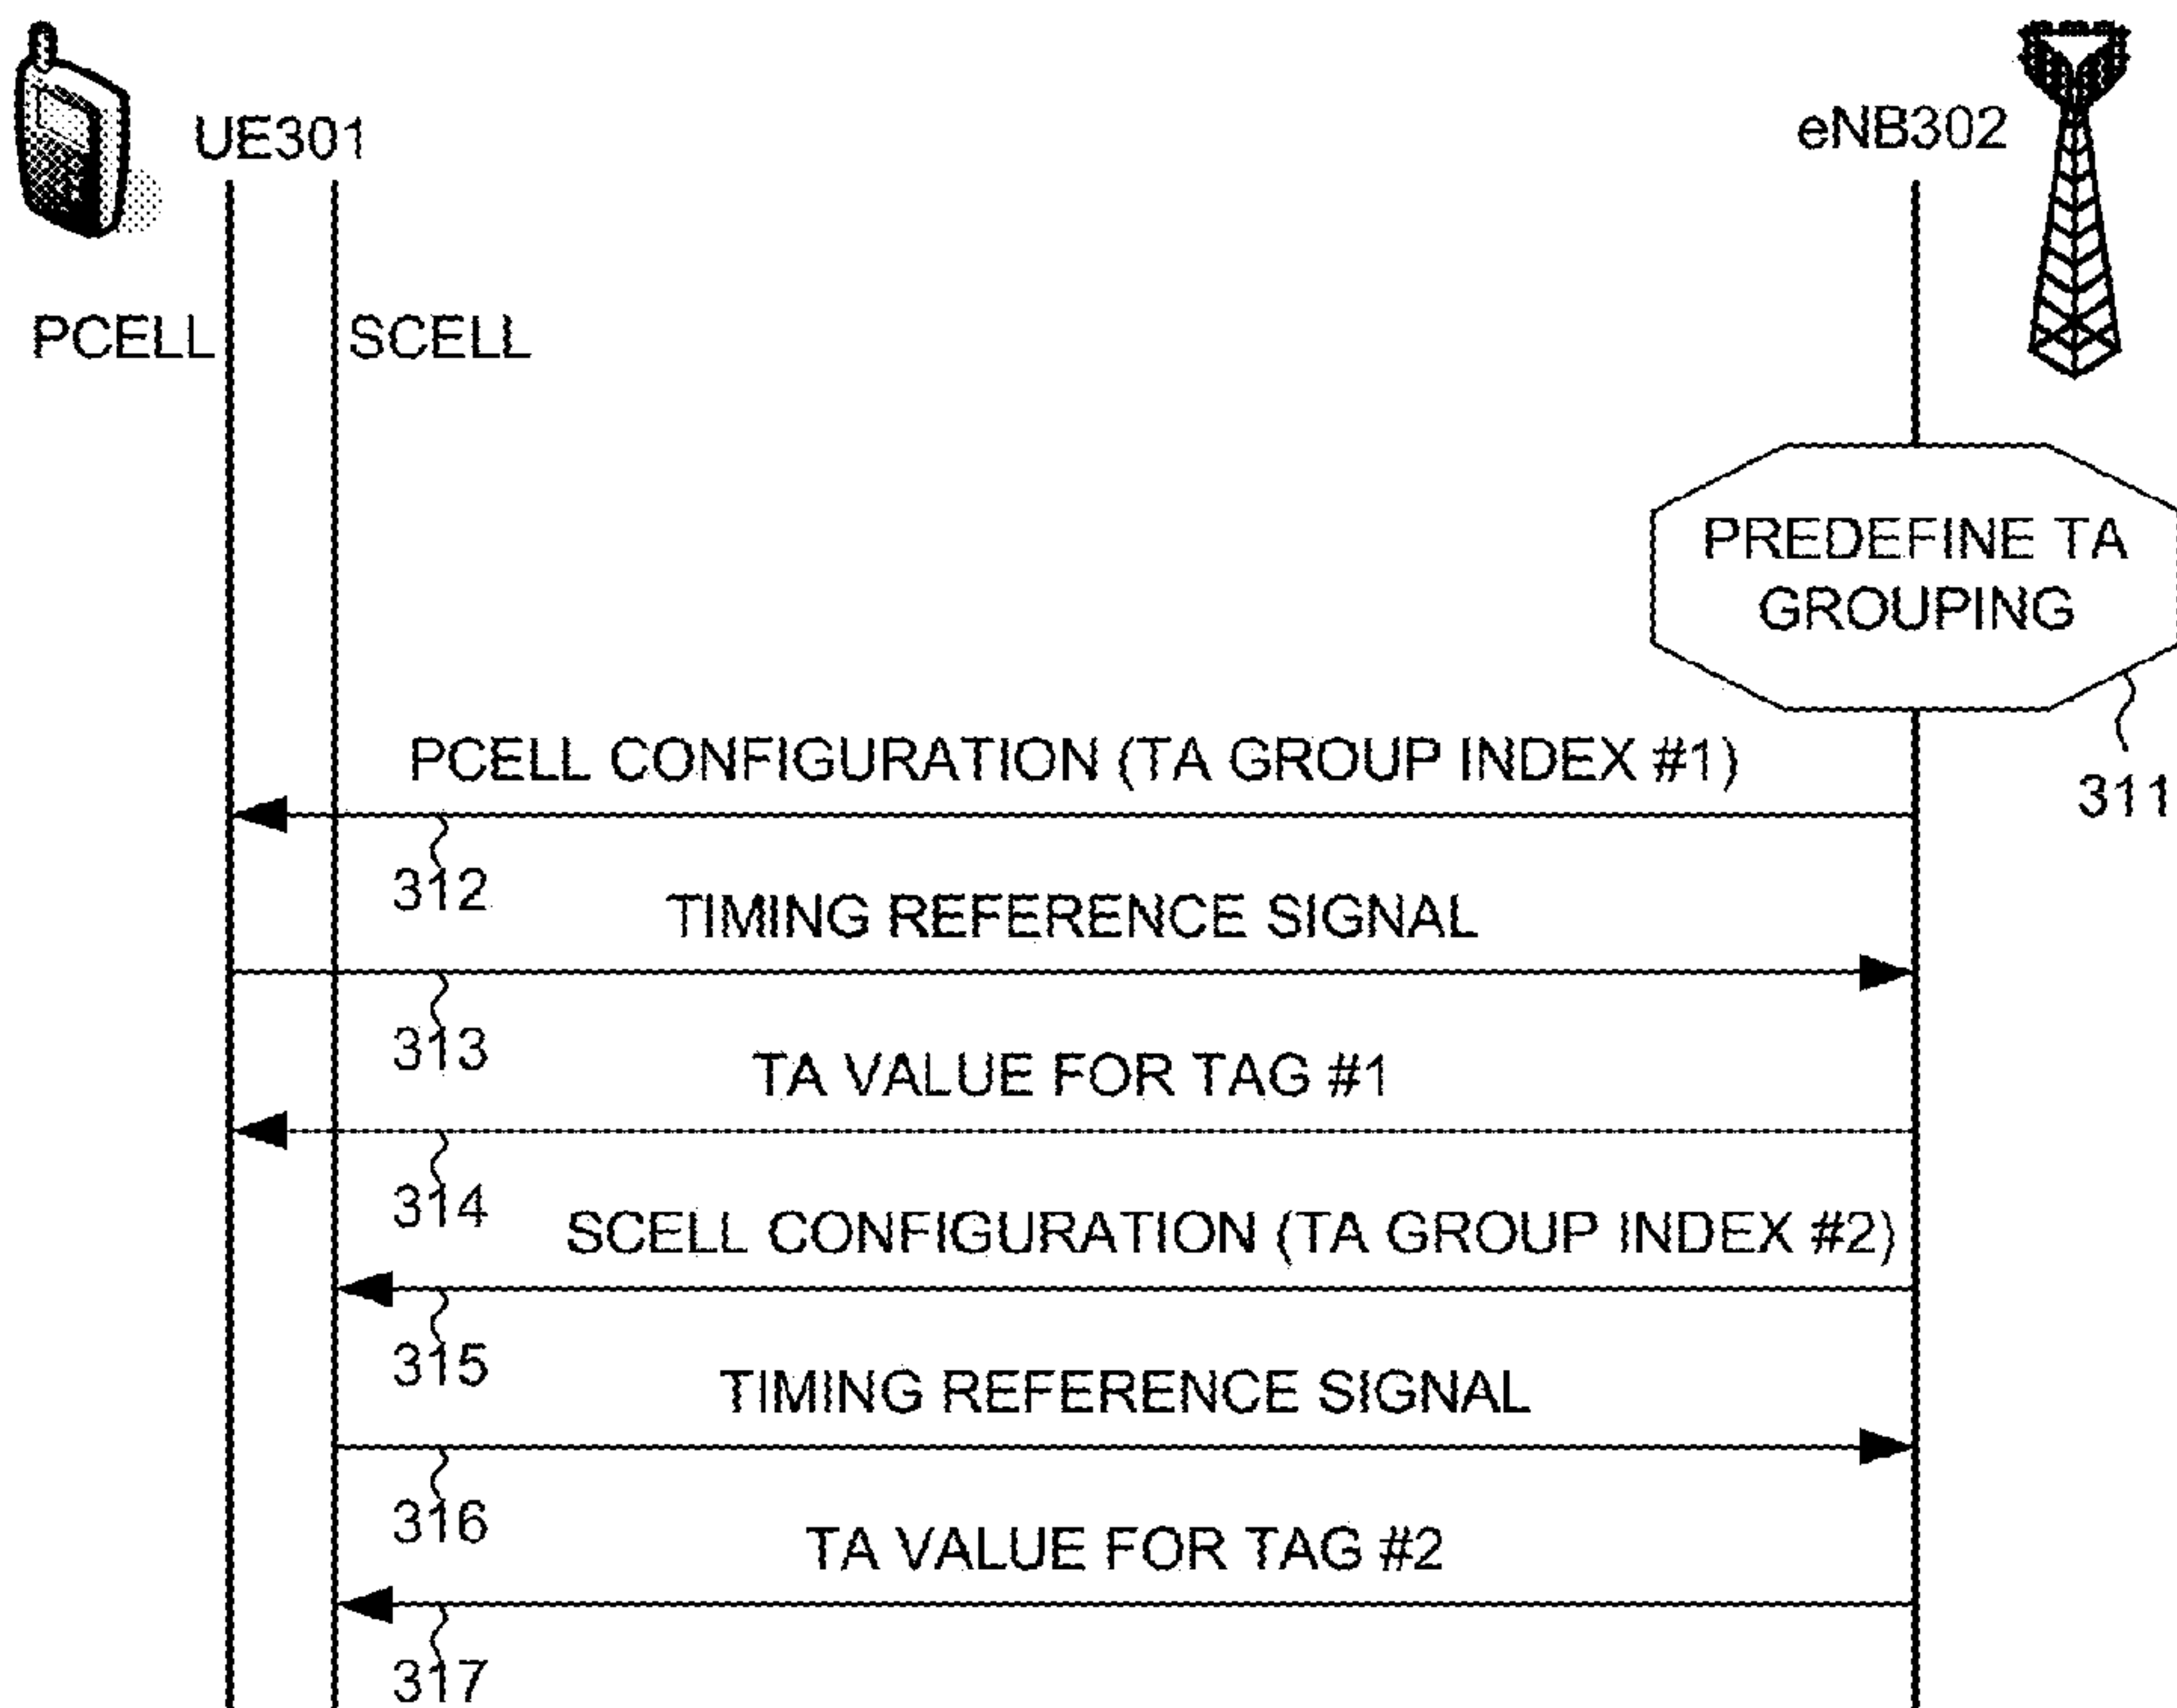 UE301
eNB302
PCELL
SCELL
PREDEFINE TA
GROUPING
311
PCELL CONFIGURATION (TA GROUP INDEX #1)
312
TIMING REFERENCE SIGNAL
313
TA VALUE FOR TAG #1
314
SCELL CONFIGURATION (TA GROUP INDEX #2)
315
TIMING REFERENCE SIGNAL
316
TA VALUE FOR TAG #2
317